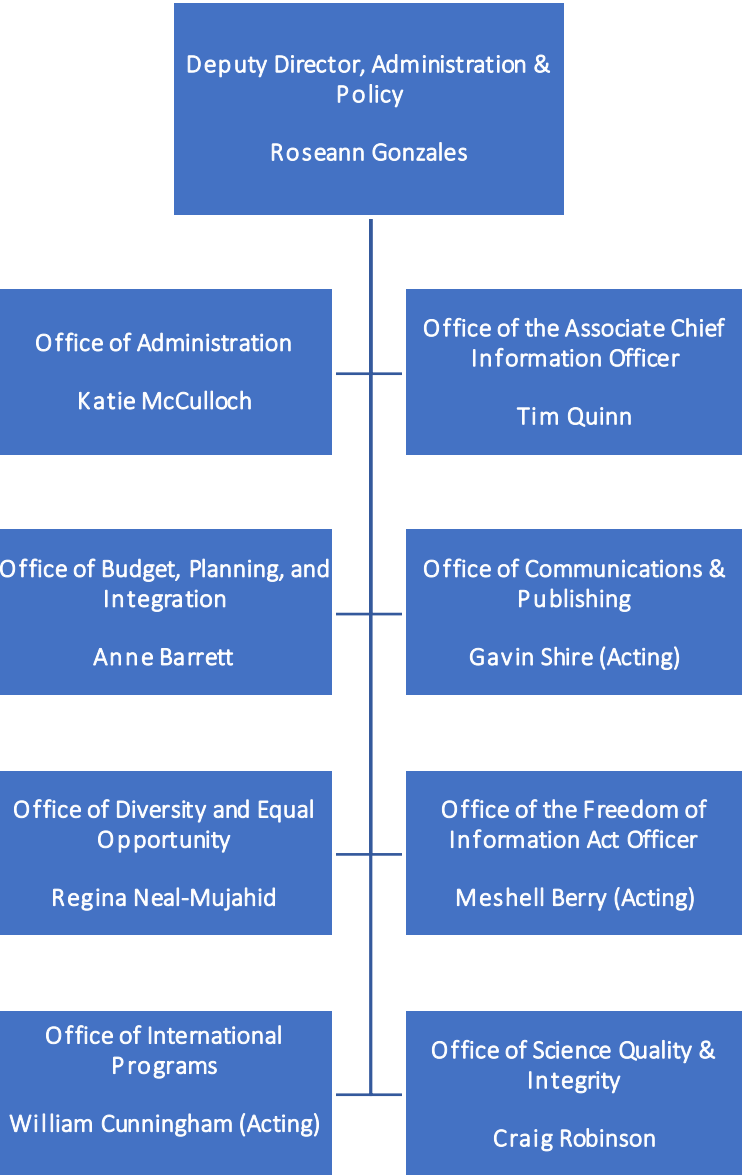 Deputy Director, Administration &
Policy
Roseann Gonzales
Office of Administration
Katie McCulloch
Office of the Associate Chief
Information Officer
Tim Quinn
Office of Budget, Planning, and
Integration
Anne Barrett
Office of Communications &
Publishing
Gavin Shire (Acting)
Office of Diversity and Equal
Opportunity
Regina Neal-Mujahid
Office of the Freedom of
Information Act Officer
Meshell Berry (Acting)
Office of International
Programs
William Cunningham (Acting)
Office of Science Quality &
Integrity
Craig Robinson